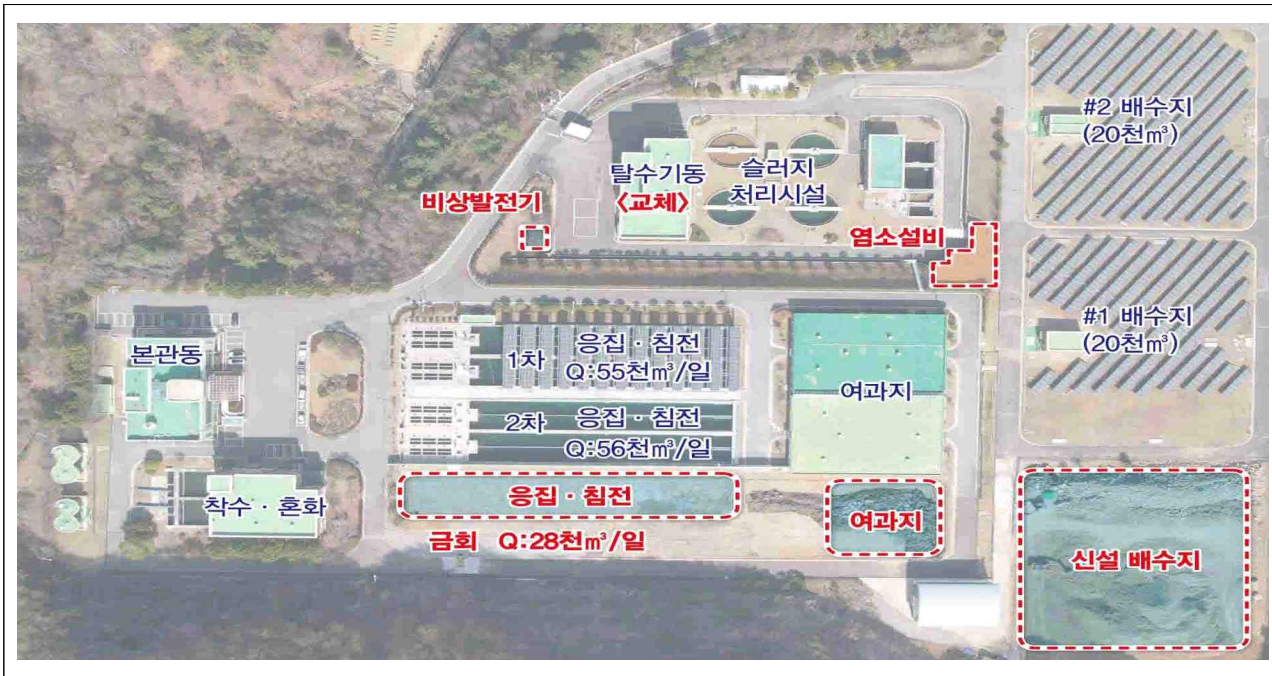 #2 배수지
(20천㎥)
탈수기동
〈교체〉
슬러지
처리시설
비상발전기
염소설비
#1 배수지
(20천㎥)
본관동
1차
응집·침전
Q:55천㎥/일
여과지
2차
응집·침전
Q:56천㎥/일
착수·혼화
응집·침전
여과지
금회 Q:28천㎥/일
신설 배수지